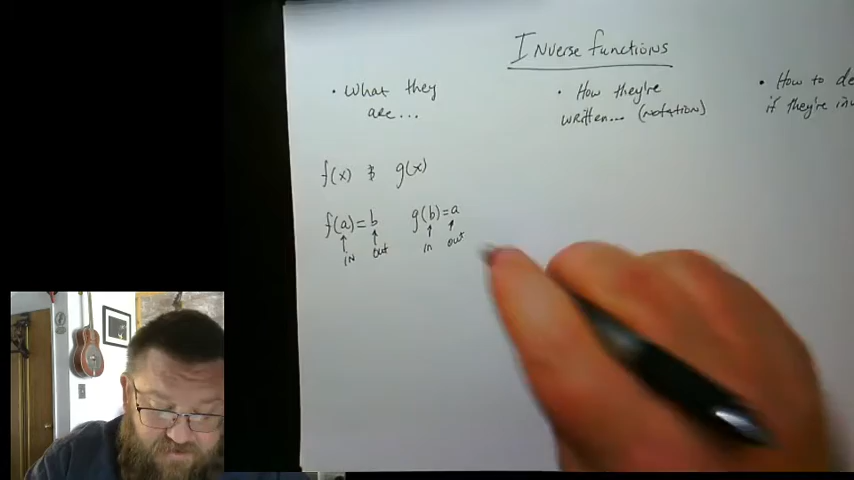 Inverse functions
• What they
are...
• How they're
written... (notation)
• How to de
if they're inv
f(x) & g(x)
f(a)=b g(b)=a
IN out in out